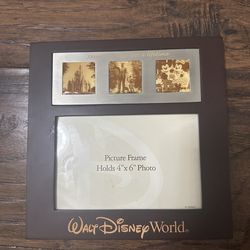 Picture Frame
Holds 4"x 6" Photo
WALT DISNEY World